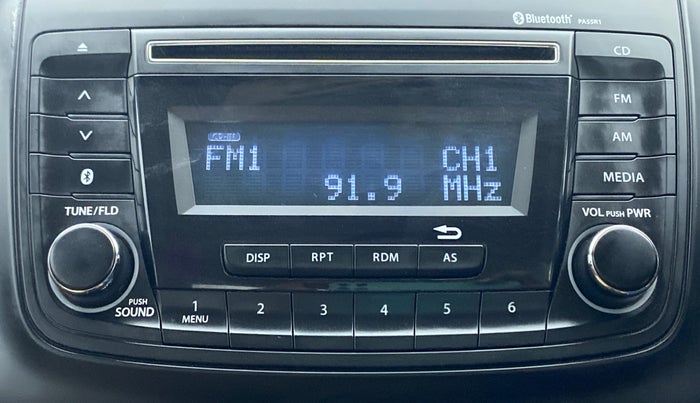 Bluetooth® PA55R1
CD
FM
FM1 CH1
AM
91.9 MHz
MEDIA
TUNE/FLD
VOL PUSH PWR
DISP RPT RDM AS
PUSH SOUND
1 MENU 2 3 4 5 6